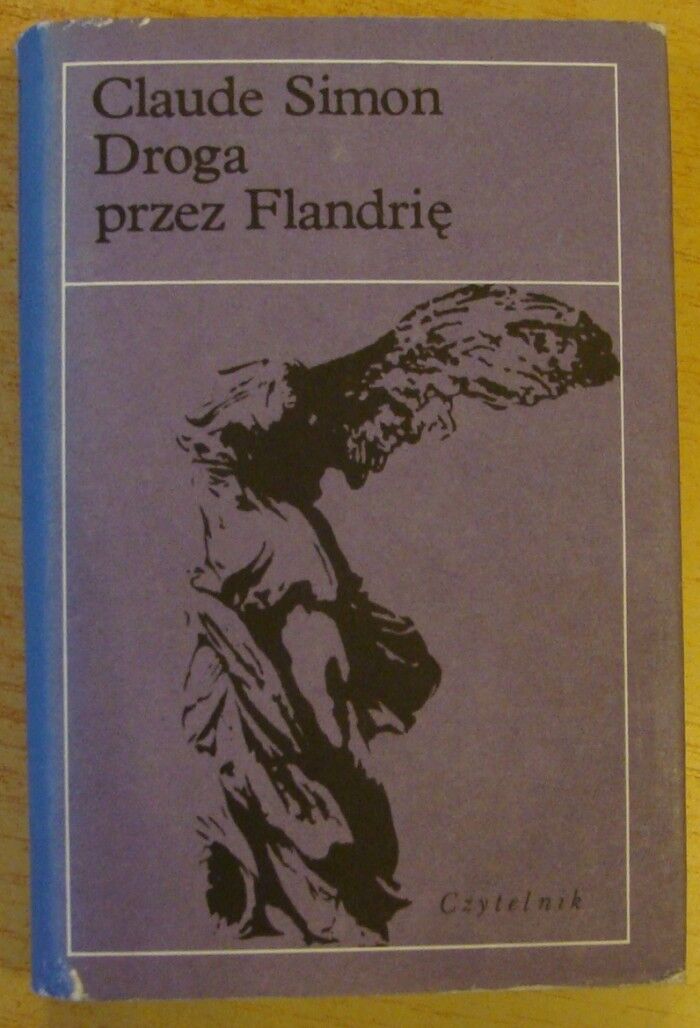 Claude Simon
Droga
przez Flandrię
Czytelnik